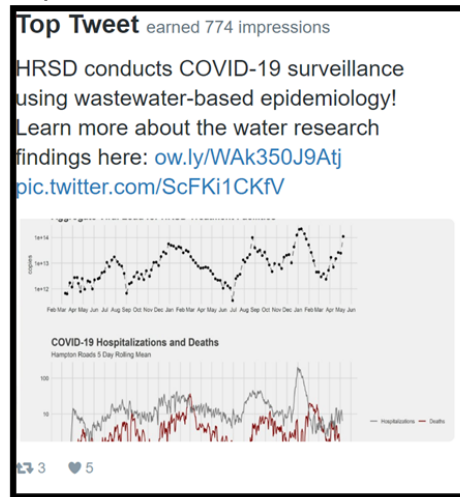 Top Tweet earned 774 impressions
HRSD conducts COVID-19 surveillance
using wastewater-based epidemiology!
Learn more about the water research
findings here: ow.ly/WAk350J9Atj
pic.twitter.com/ScFKi1CKfV
1e+14
copies
1e+13
1e+12
Feb Mar Apr May Jun Jul Aug Sep Oct Nov Dec Jan Feb Mar Apr May Jun Jul Aug Sep Oct Nov Dec Jan Feb Mar Apr May Jun
COVID-19 Hospitalizations and Deaths
Hampton Roads 5 Day Rolling Mean
100
10
Hospitalizations Deaths
3 5